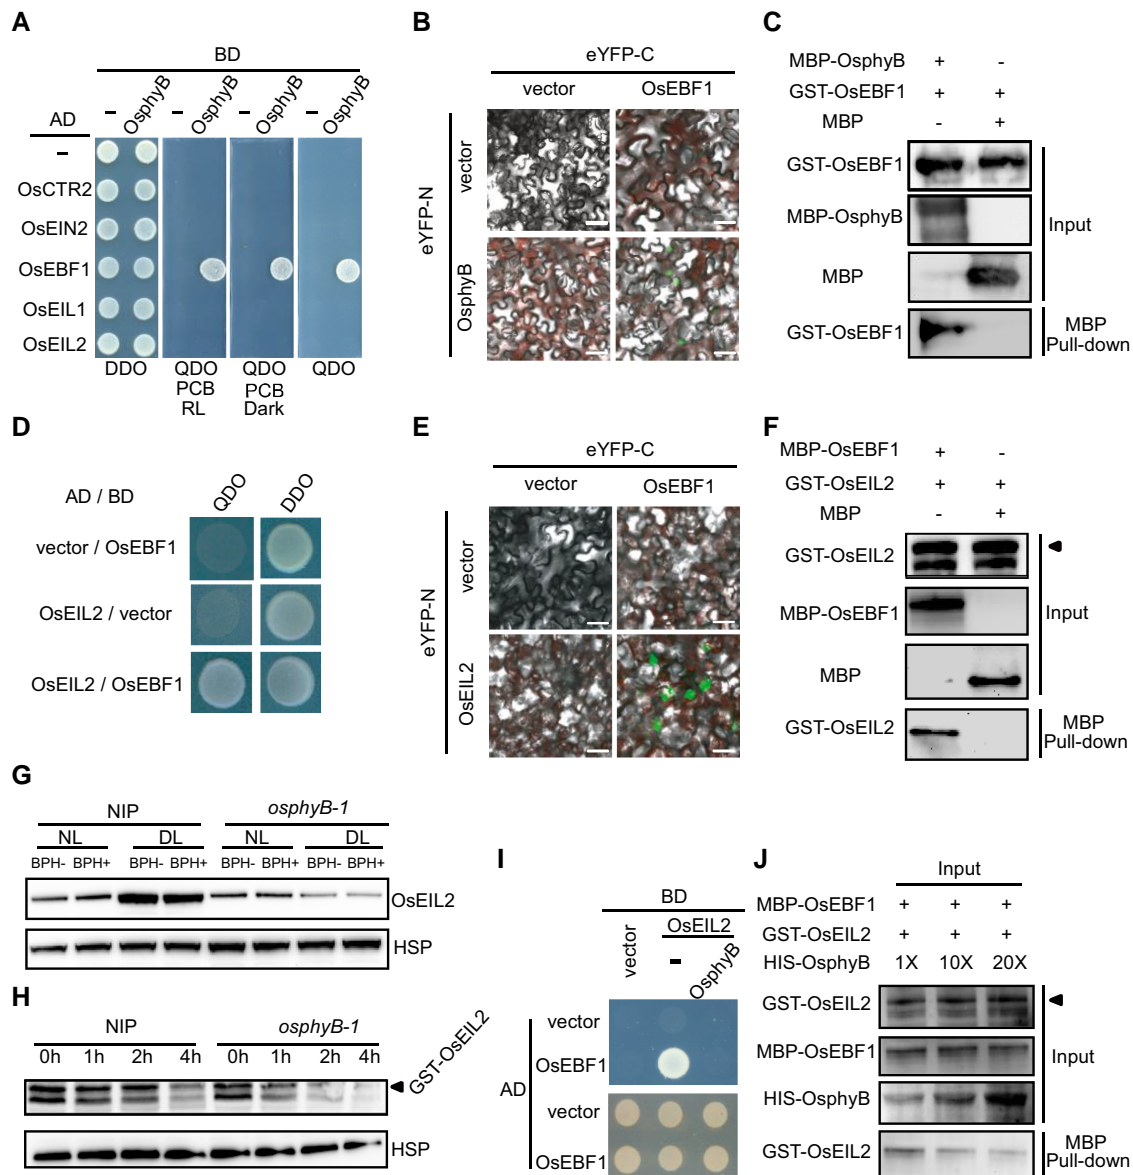 A
BD
AD
- OsphyB - OsphyB - OsphyB - OsphyB
-
OsCTR2
OsEIN2
OsEBF1
OsEIL1
OsEIL2
DDO QDO QDO QDO
PCB PCB
RL Dark
B
eYFP-C
vector OsEBF1
eYFP-N
vector
OsphyB
C
MBP-OsphyB + -
GST-OsEBF1 + +
MBP - +
GST-OsEBF1
MBP-OsphyB
Input
MBP
GST-OsEBF1
MBP
Pull-down
D
AD / BD
QDO DDO
vector / OsEBF1
OsEIL2 / vector
OsEIL2 / OsEBF1
E
eYFP-C
vector OsEBF1
eYFP-N
vector
OsEIL2
F
MBP-OsEBF1 + -
GST-OsEIL2 + +
MBP - +
GST-OsEIL2
MBP-OsEBF1
Input
MBP
GST-OsEIL2
MBP
Pull-down
G
NIP osphyB-1
NL DL NL DL
BPH- BPH+ BPH- BPH+ BPH- BPH+ BPH- BPH+
OsEIL2
HSP
H
NIP osphyB-1
0h 1h 2h 4h 0h 1h 2h 4h
GST-OsEIL2
HSP
I
BD
vector
OsEIL2
- OsphyB
AD
vector
OsEBF1
vector
OsEBF1
J
Input
MBP-OsEBF1 + + +
GST-OsEIL2 + + +
HIS-OsphyB 1X 10X 20X
GST-OsEIL2
MBP-OsEBF1
Input
HIS-OsphyB
GST-OsEIL2
MBP
Pull-down